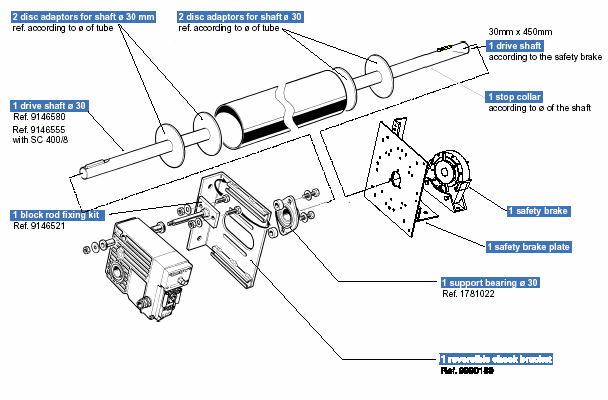 2 disc adaptors for shaft ø 30 mm
ref. according to ø of tube
2 disc adaptors for shaft ø 30
ref. according to ø of tube
30mm x 450mm
1 drive shaft
according to the safety brake
1 stop collar
according to ø of the shaft
1 drive shaft ø 30
Ref. 9146580
Ref. 9146555
with SC 400/8
1 block rod fixing kit
Ref. 9146521
1 safety brake
1 safety brake plate
1 support bearing ø 30
Ref. 1781022
1 reversible cheek bracket